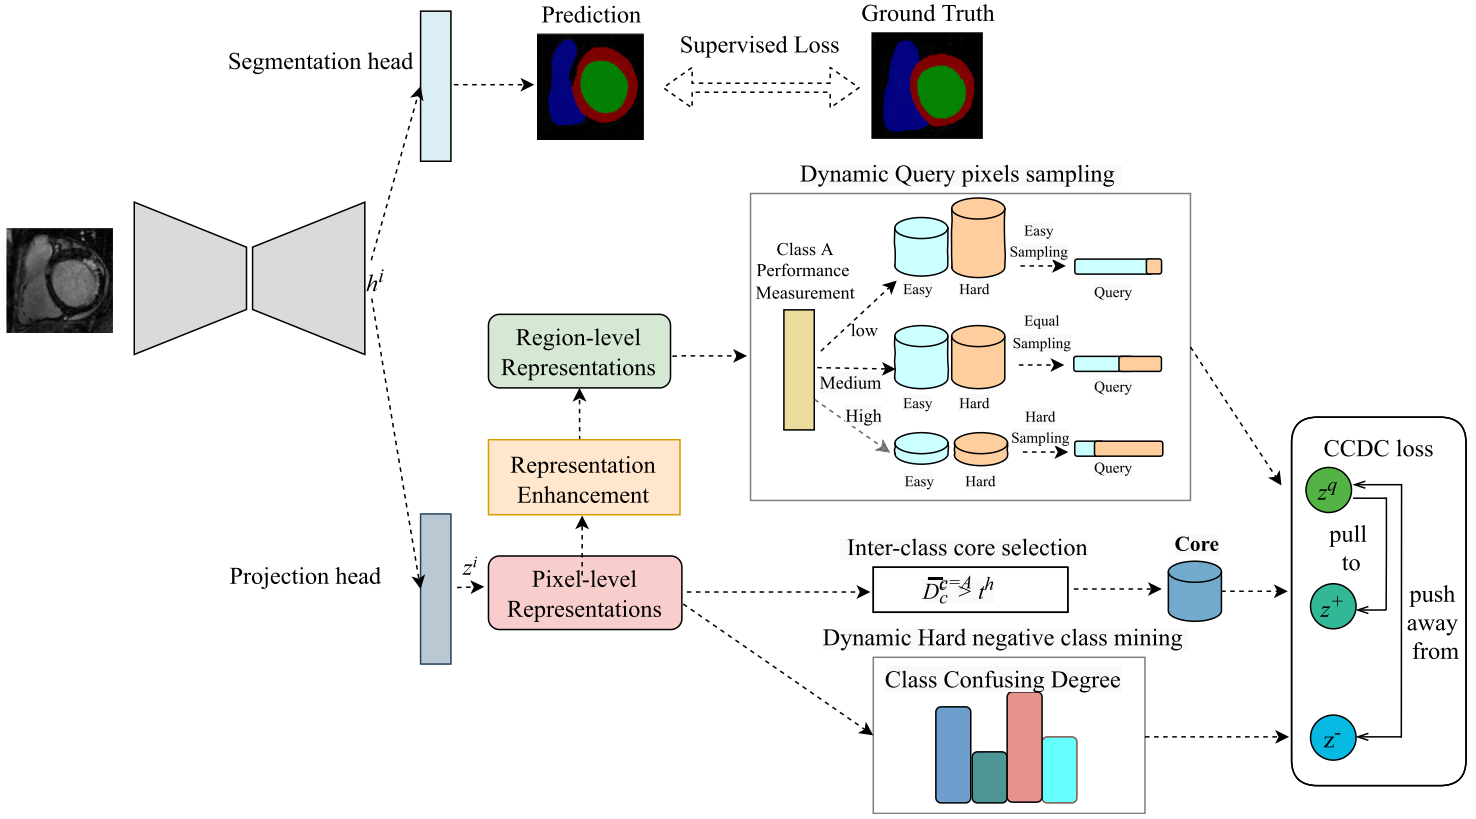 Prediction
Ground Truth
Segmentation head
Supervised Loss
Dynamic Query pixels sampling
h^i
Class A
Performance
Measurement
low
Medium
High
Easy
Hard
Easy
Sampling
Query
Easy
Hard
Equal
Sampling
Query
Easy
Hard
Hard
Sampling
Query
Region-level
Representations
Representation
Enhancement
Projection head
z^i
Pixel-level
Representations
Inter-class core selection
Core
Dynamic Hard negative class mining
Class Confusing Degree
CCDC loss
z^q
pull
to
z^+
push
away
from
z^-